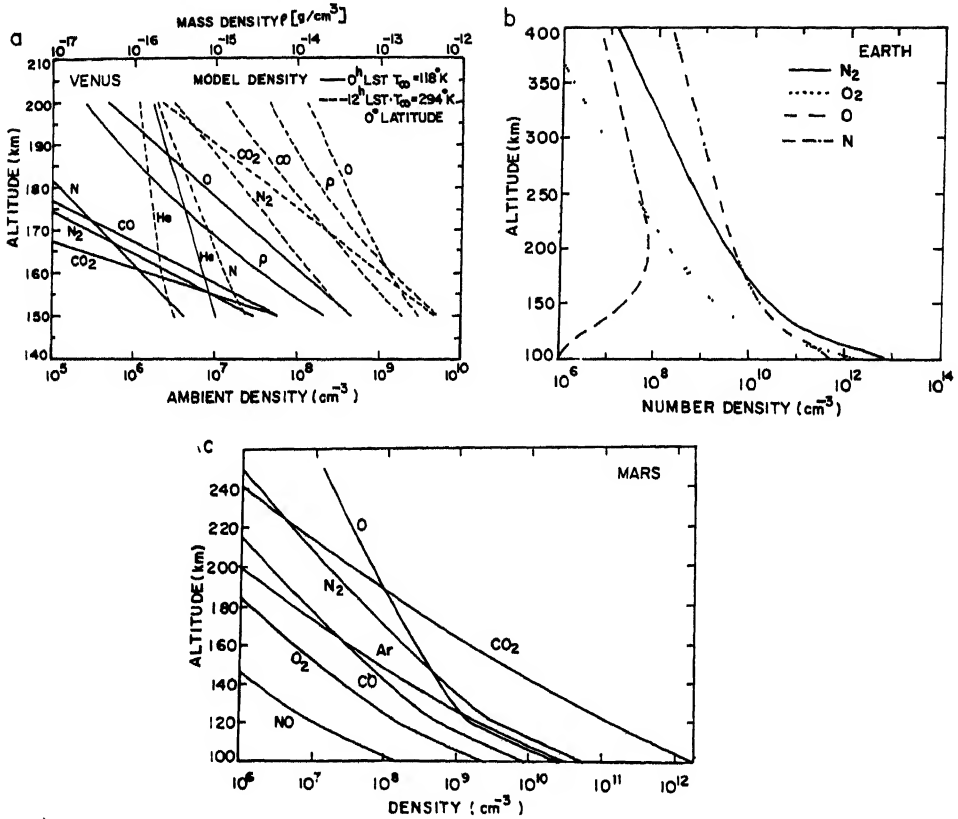 MASS DENSITY ρ [g/cm³]
a
10⁻¹⁷ 10⁻¹⁶ 10⁻¹⁵ 10⁻¹⁴ 10⁻¹³ 10⁻¹²
210
200
190
180
170
160
150
140
ALTITUDE (km)
VENUS
MODEL DENSITY
0ʰ LST T∞=118°K
12ʰ LST·T∞=294°K
0° LATITUDE
N
CO
N₂
CO₂
He
O
He
N
ρ
CO₂
N₂
CO
ρ
O
10⁵ 10⁶ 10⁷ 10⁸ 10⁹ 10¹⁰
AMBIENT DENSITY (cm⁻³)
b
400
350
300
250
200
150
100
ALTITUDE (km)
EARTH
N₂
O₂
O
N
10⁶ 10⁸ 10¹⁰ 10¹² 10¹⁴
NUMBER DENSITY (cm⁻³)
c
MARS
240
220
200
180
160
140
120
100
ALTITUDE (km)
O
N₂
CO₂
Ar
O₂
CO
NO
10⁶ 10⁷ 10⁸ 10⁹ 10¹⁰ 10¹¹ 10¹²
DENSITY (cm⁻³)